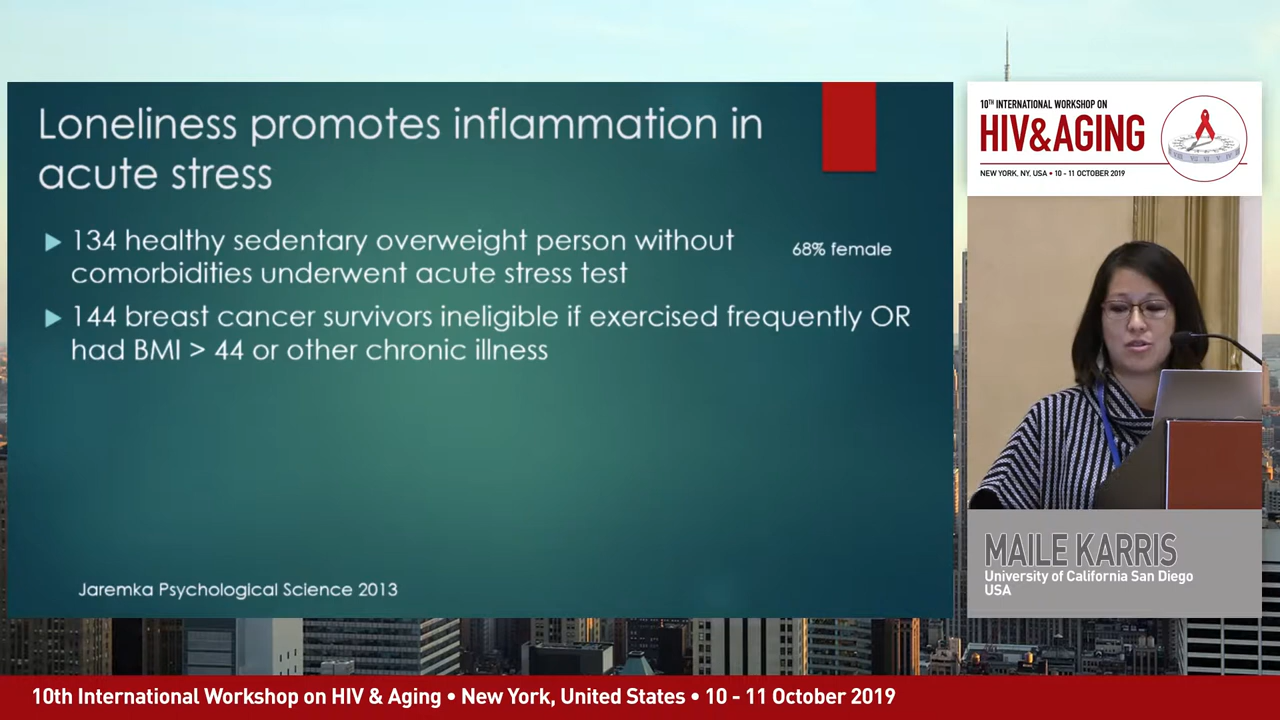 Loneliness promotes inflammation in
acute stress
134 healthy sedentary overweight person without
comorbidities underwent acute stress test
68% female
144 breast cancer survivors ineligible if exercised frequently OR
had BMI > 44 or other chronic illness
Jaremka Psychological Science 2013
10TH INTERNATIONAL WORKSHOP ON
HIV&AGING
NEW YORK, NY, USA • 10 - 11 OCTOBER 2019
MAILE KARRIS
University of California San Diego
USA
10th International Workshop on HIV & Aging • New York, United States • 10 - 11 October 2019